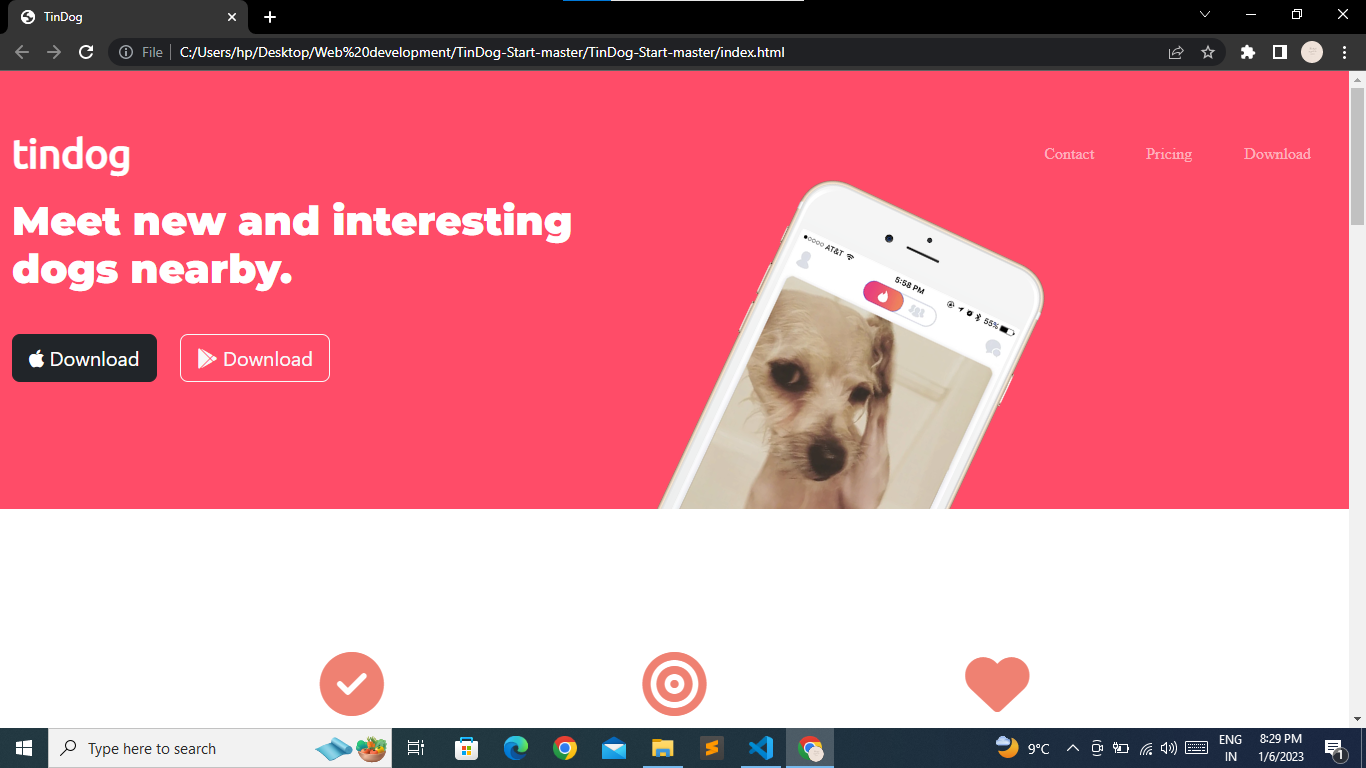 TinDog
File
C:/Users/hp/Desktop/Web%20development/TinDog-Start-master/TinDog-Start-master/index.html
tindog
Contact
Pricing
Download
Meet new and interesting
dogs nearby.
Download
Download
AT&T
5:58 PM
55%
Type here to search
9°C
ENG
IN
8:29 PM
1/6/2023
1